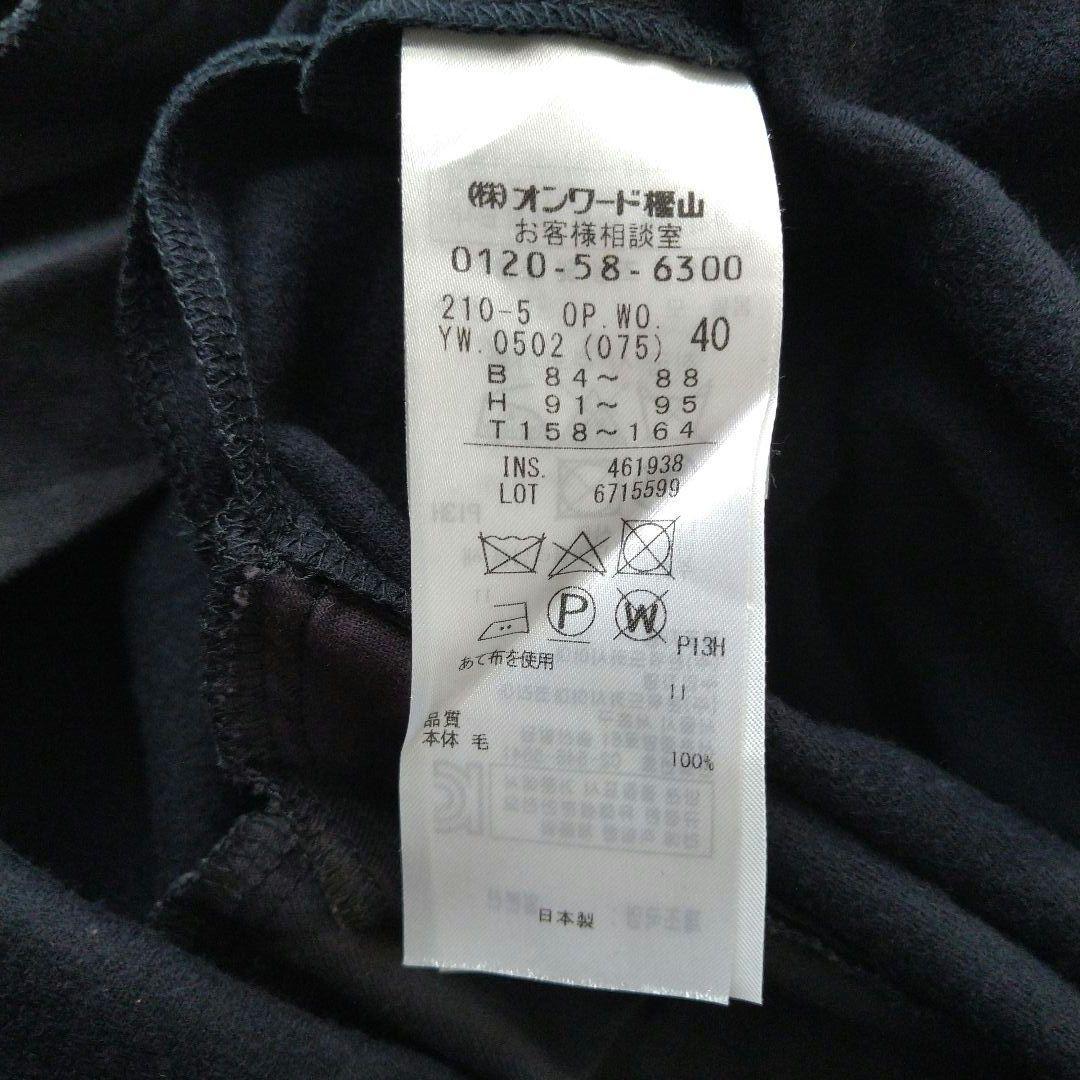 (株)オンワード樫山
お客様相談室
0120-58-6300
210-5 OP.WO.
YW.0502 (075) 40
B 84～ 88
H 91～ 95
T 158～164
INS. 461938
LOT 6715599
P W
P13H
あて布を使用
11
品質
本体 毛
100%
日本製